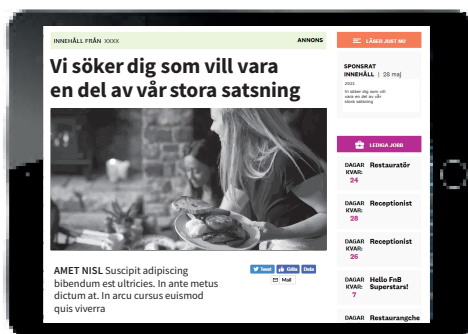 INNEHÅLL FRÅN XXXX
ANNONS
Vi söker dig som vill vara
en del av vår stora satsning
AMET NISL Suscipit adipiscing
bibendum est ultricies. In ante metus
dictum at. In arcu cursus euismod
quis viverra
Tweet
Gilla
Dela
Mail
LÄSER JUST NU
SPONSRAT
INNEHÅLL | 28 maj
2021
Vi söker dig som vill
vara en del av vår
stora satsning
LEDIGA JOBB
DAGAR KVAR: 24
Restauratör
DAGAR KVAR: 28
Receptionist
DAGAR KVAR: 26
Receptionist
DAGAR KVAR: 7
Hello FnB
Superstars!
DAGAR
Restaurangche